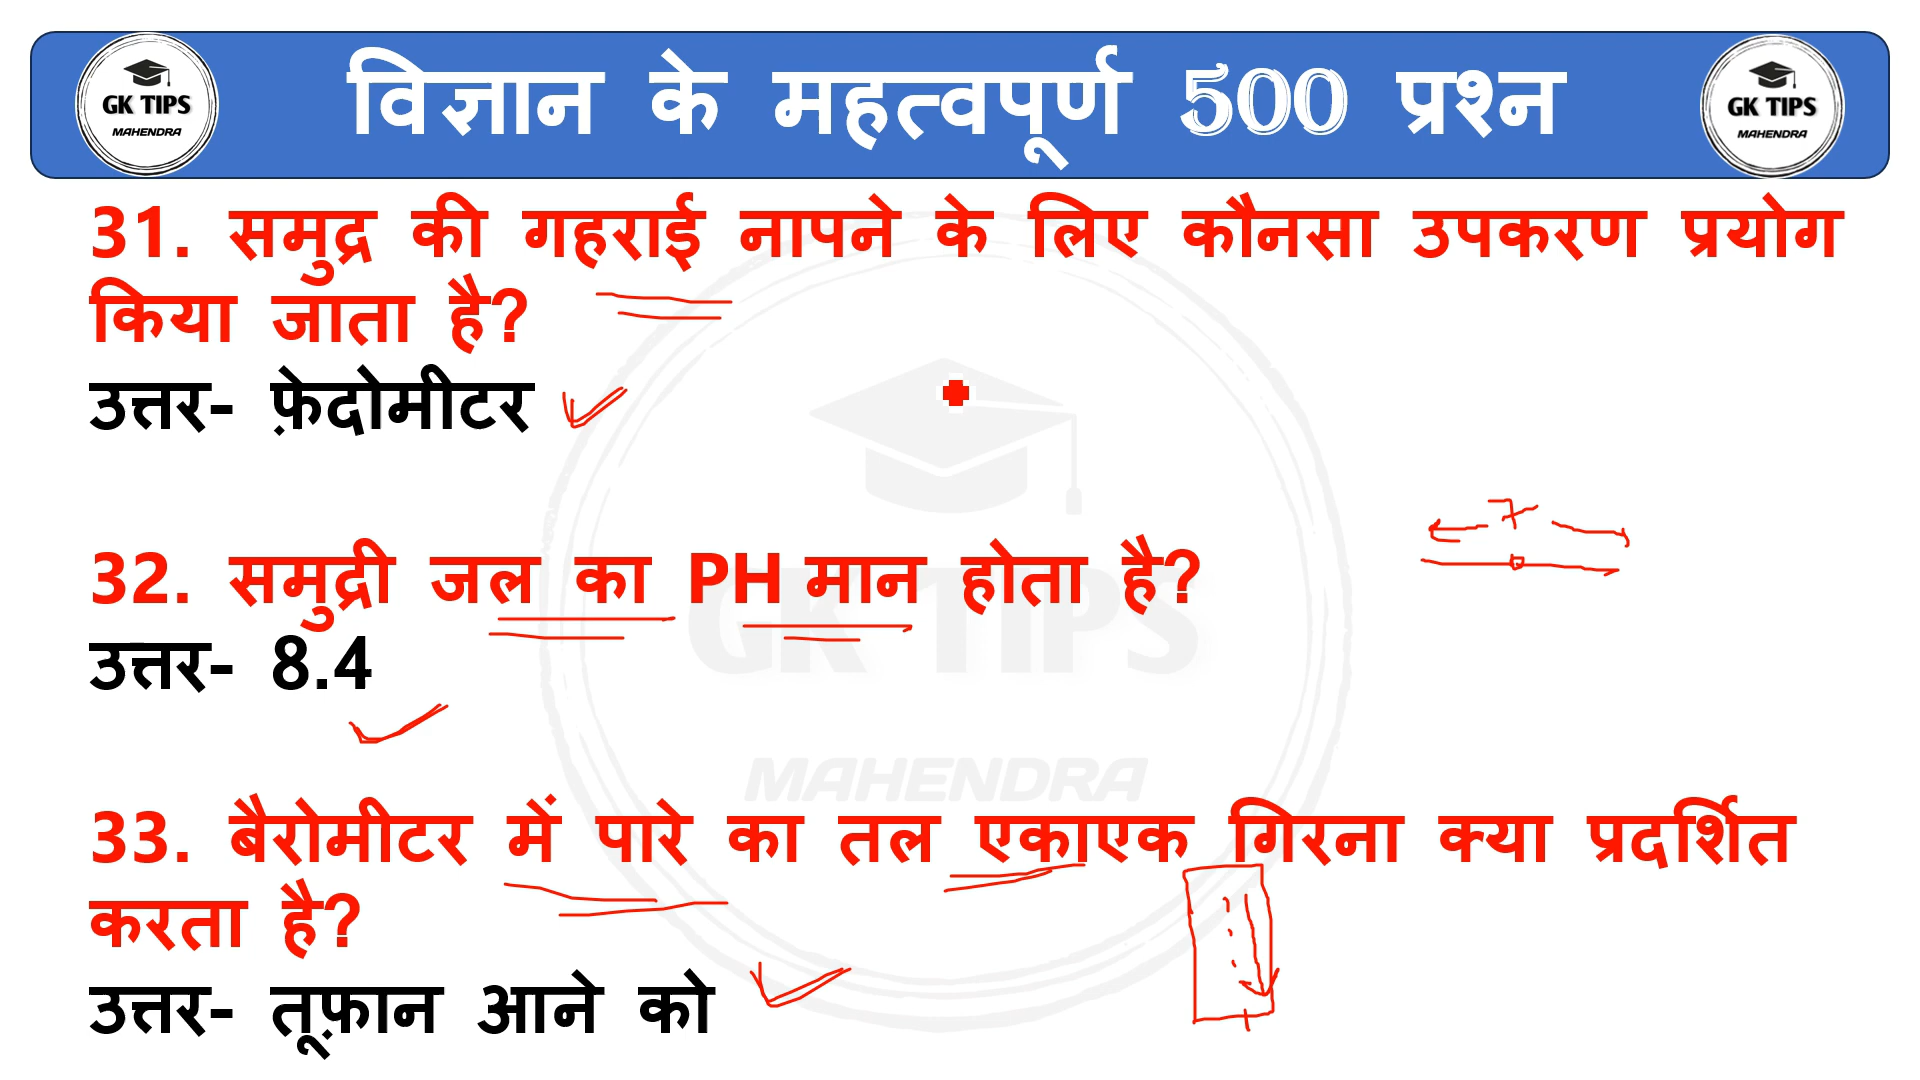 GK TIPS
MAHENDRA
विज्ञान के महत्वपूर्ण 500 प्रश्न
GK TIPS
MAHENDRA
31. समुद्र की गहराई नापने के लिए कौनसा उपकरण प्रयोग
किया जाता है?
उत्तर- फ़ेदोमीटर
7
32. समुद्री जल का PH मान होता है?
उत्तर- 8.4
GK TIPS
MAHENDRA
33. बैरोमीटर में पारे का तल एकाएक गिरना क्या प्रदर्शित
करता है?
उत्तर- तूफ़ान आने को